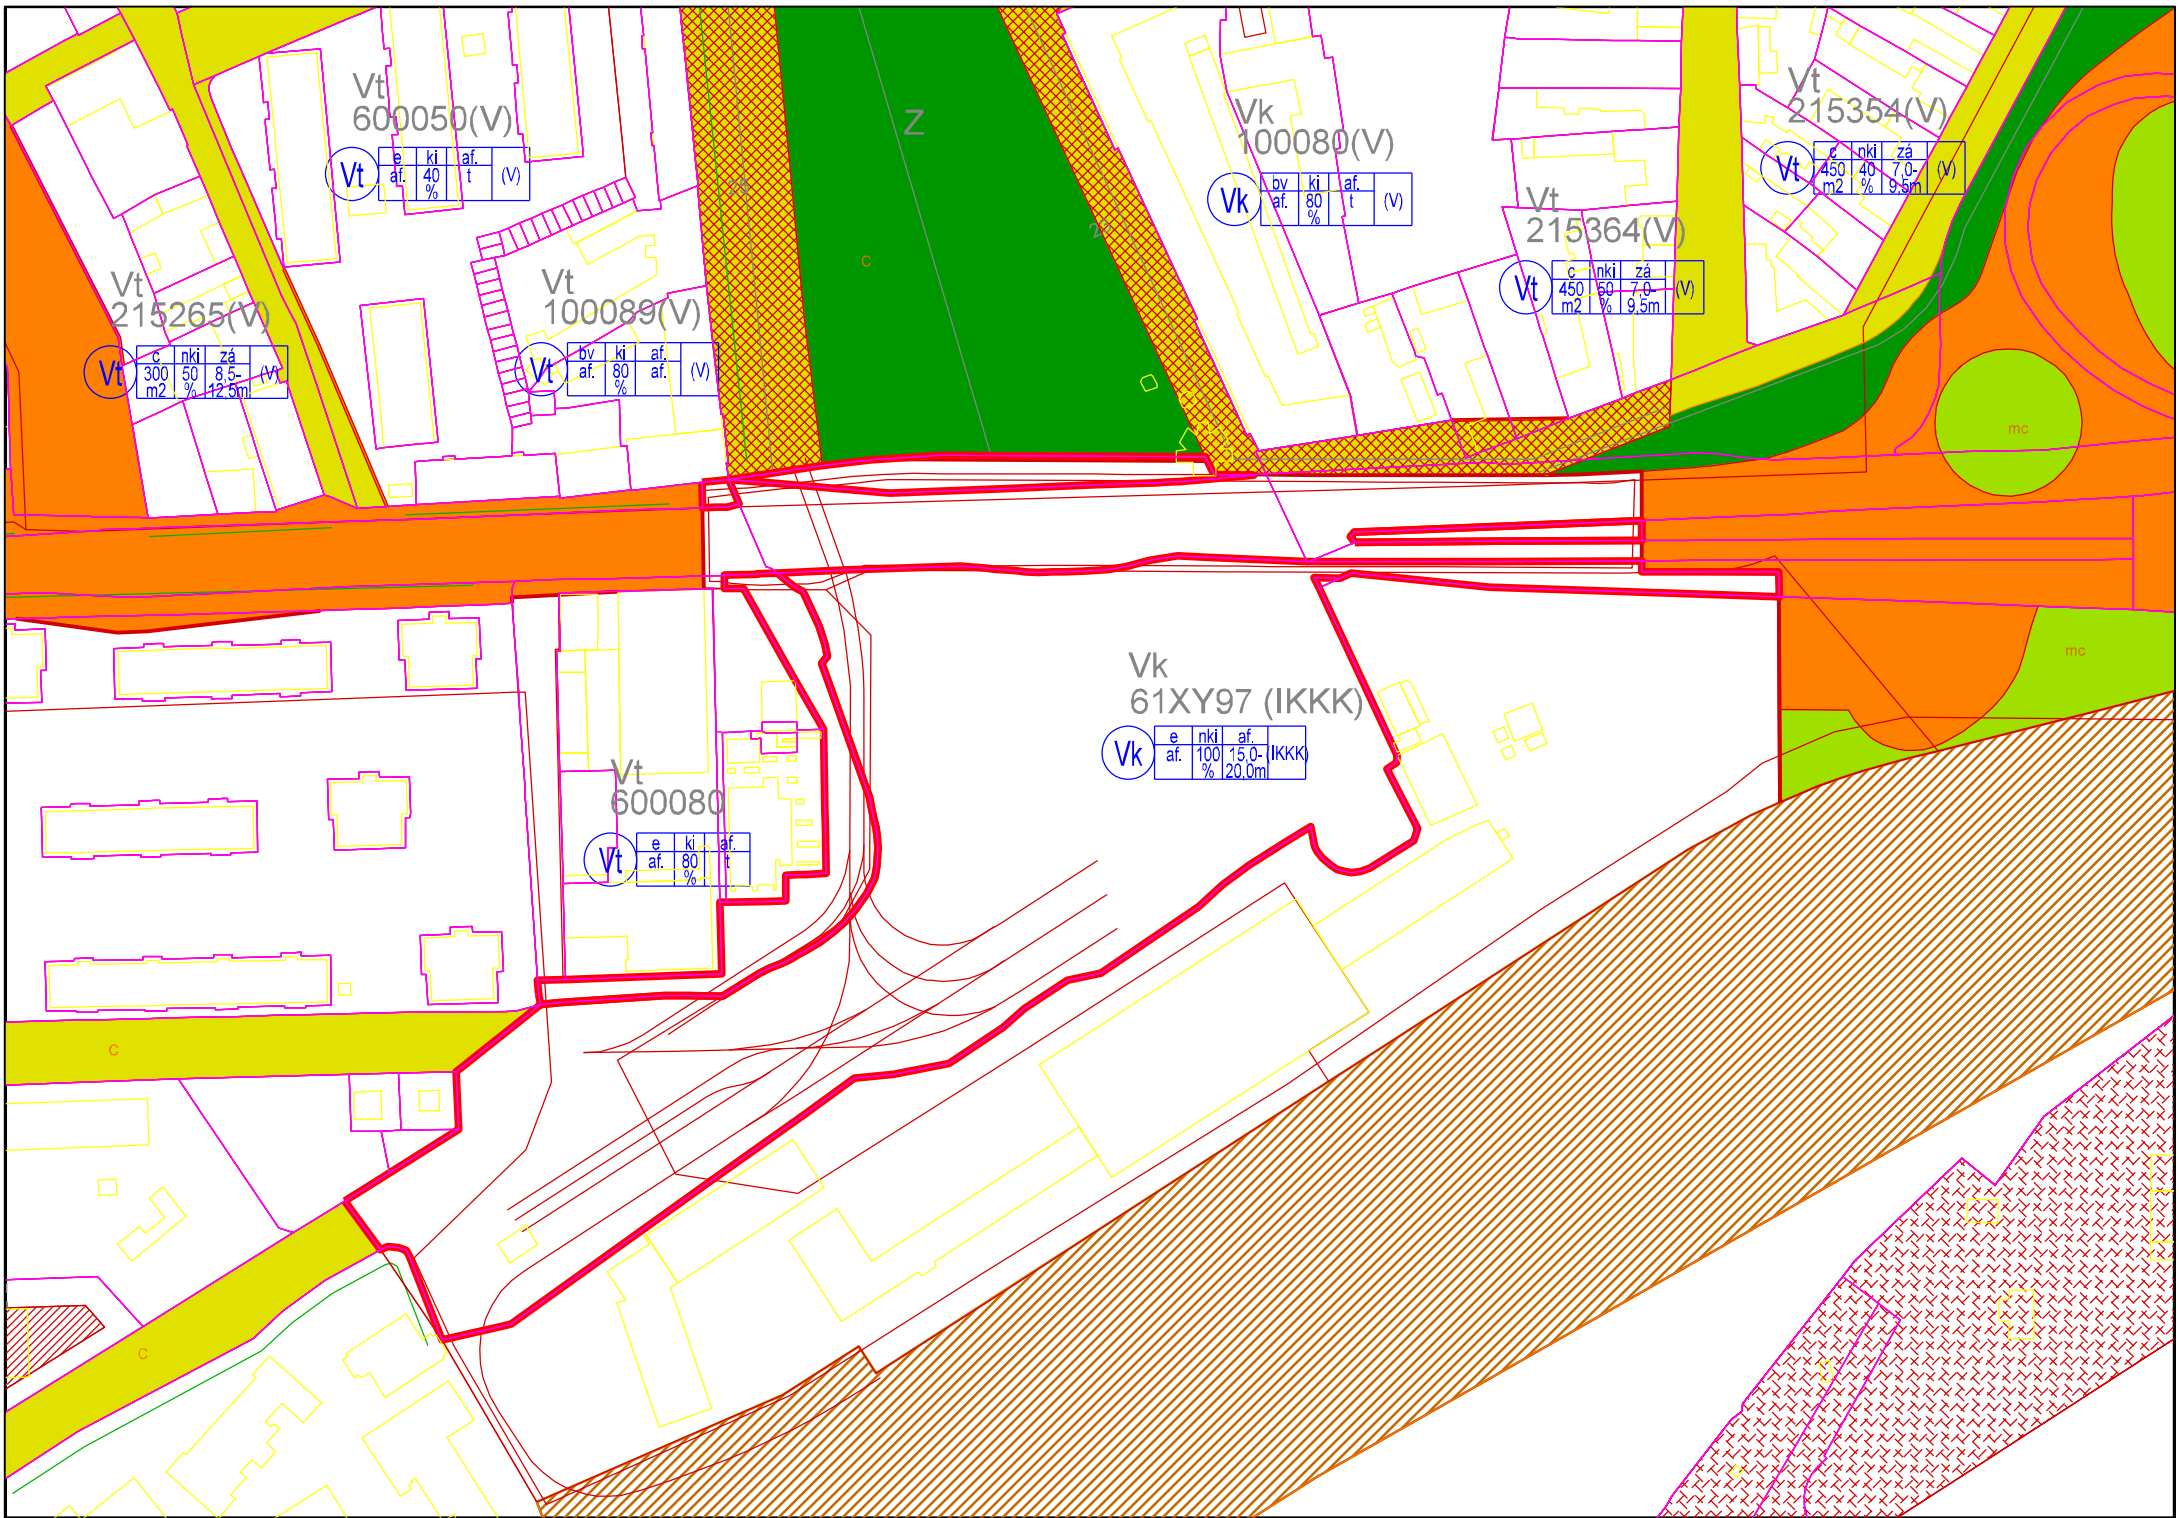 Vt
600050(V)
Vt
e ki af.
af. 40 t (V)
%
Z
Vk
100080(V)
Vk
bv ki af.
af. 80 t (V)
%
Vt
215354(V)
Vt
c nki zá
450 40 7,0- (V)
m2 % 9,5m
Vt
215364(V)
Vt
c nki zá
450 50 7,0- (V)
m2 % 9,5m
c
Vt
215265(V)
Vt
c nki zá
300 50 8,5- (V)
m2 % 12,5m
Vt
100089(V)
Vt
bv ki af.
af. 80 af. (V)
%
mc
mc
Vk
61XY97 (IKKK)
Vk
e nki af.
af. 100 15,0- (IKKK)
% 20,0m
Vt
600080
Vt
e ki af.
af. 80 t
%
c
c